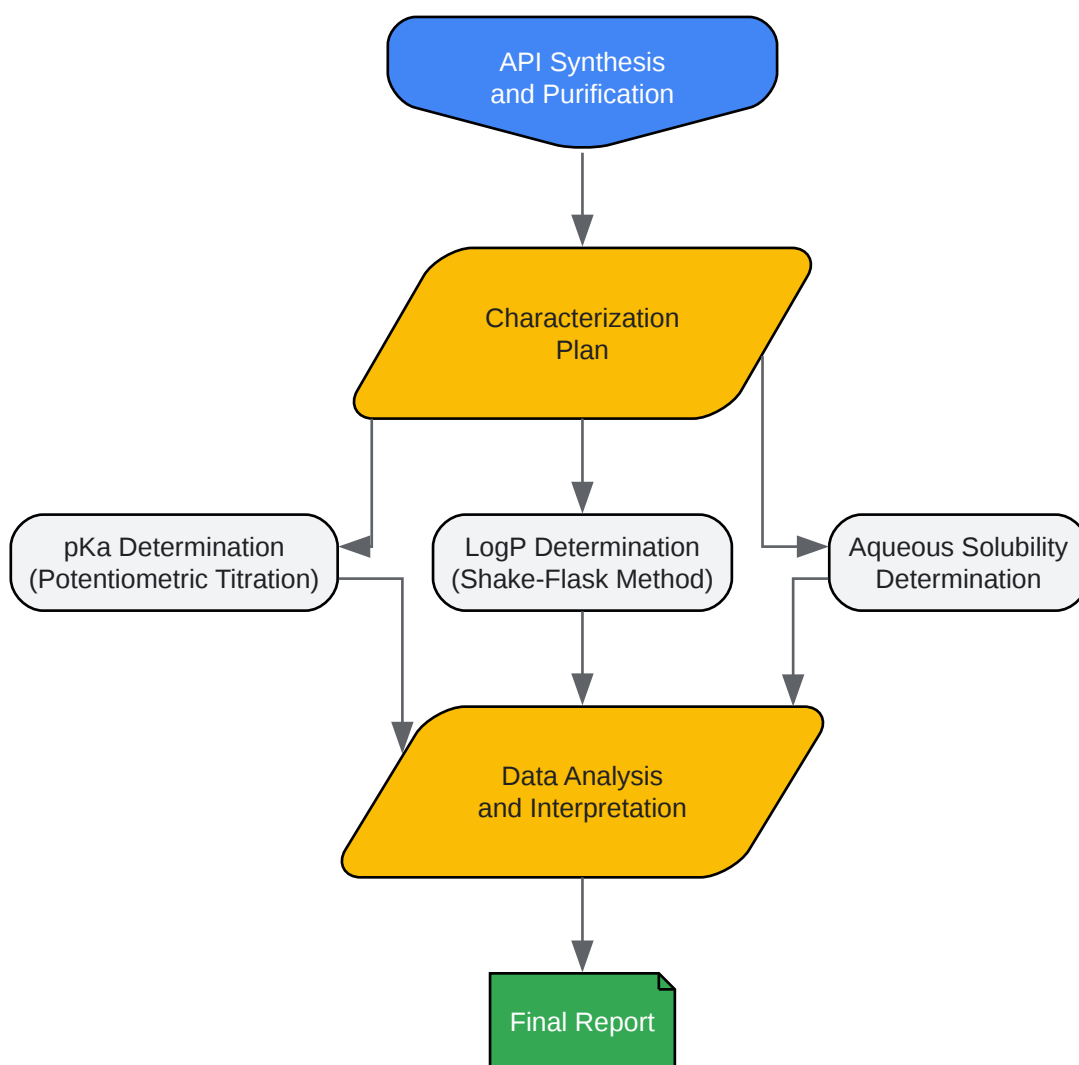 API Synthesis
and Purification
Characterization
Plan
pKa Determination
(Potentiometric Titration)
LogP Determination
(Shake-Flask Method)
Aqueous Solubility
Determination
Data Analysis
and Interpretation
Final Report